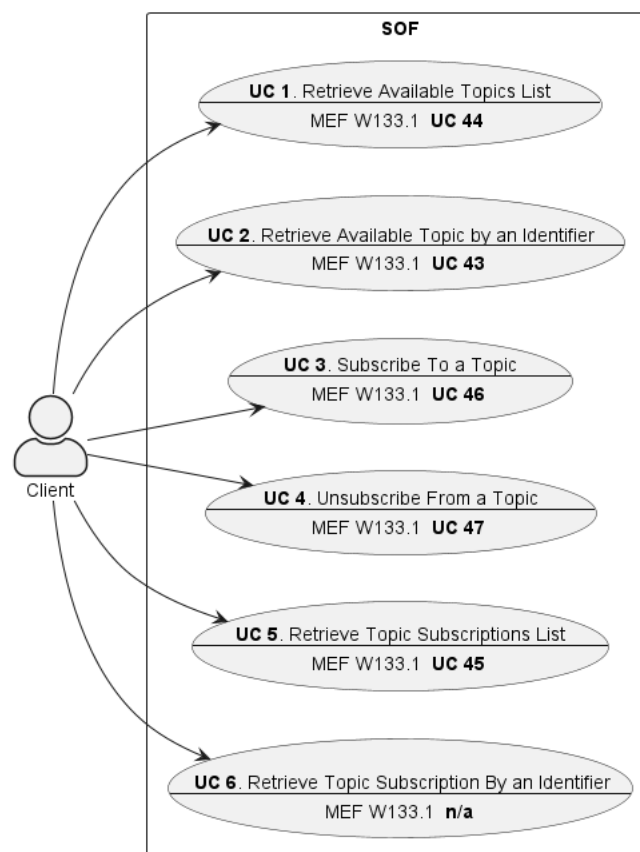 SOF
UC 1. Retrieve Available Topics List
MEF W133.1 UC 44
UC 2. Retrieve Available Topic by an Identifier
MEF W133.1 UC 43
UC 3. Subscribe To a Topic
MEF W133.1 UC 46
Client
UC 4. Unsubscribe From a Topic
MEF W133.1 UC 47
UC 5. Retrieve Topic Subscriptions List
MEF W133.1 UC 45
UC 6. Retrieve Topic Subscription By an Identifier
MEF W133.1 n/a